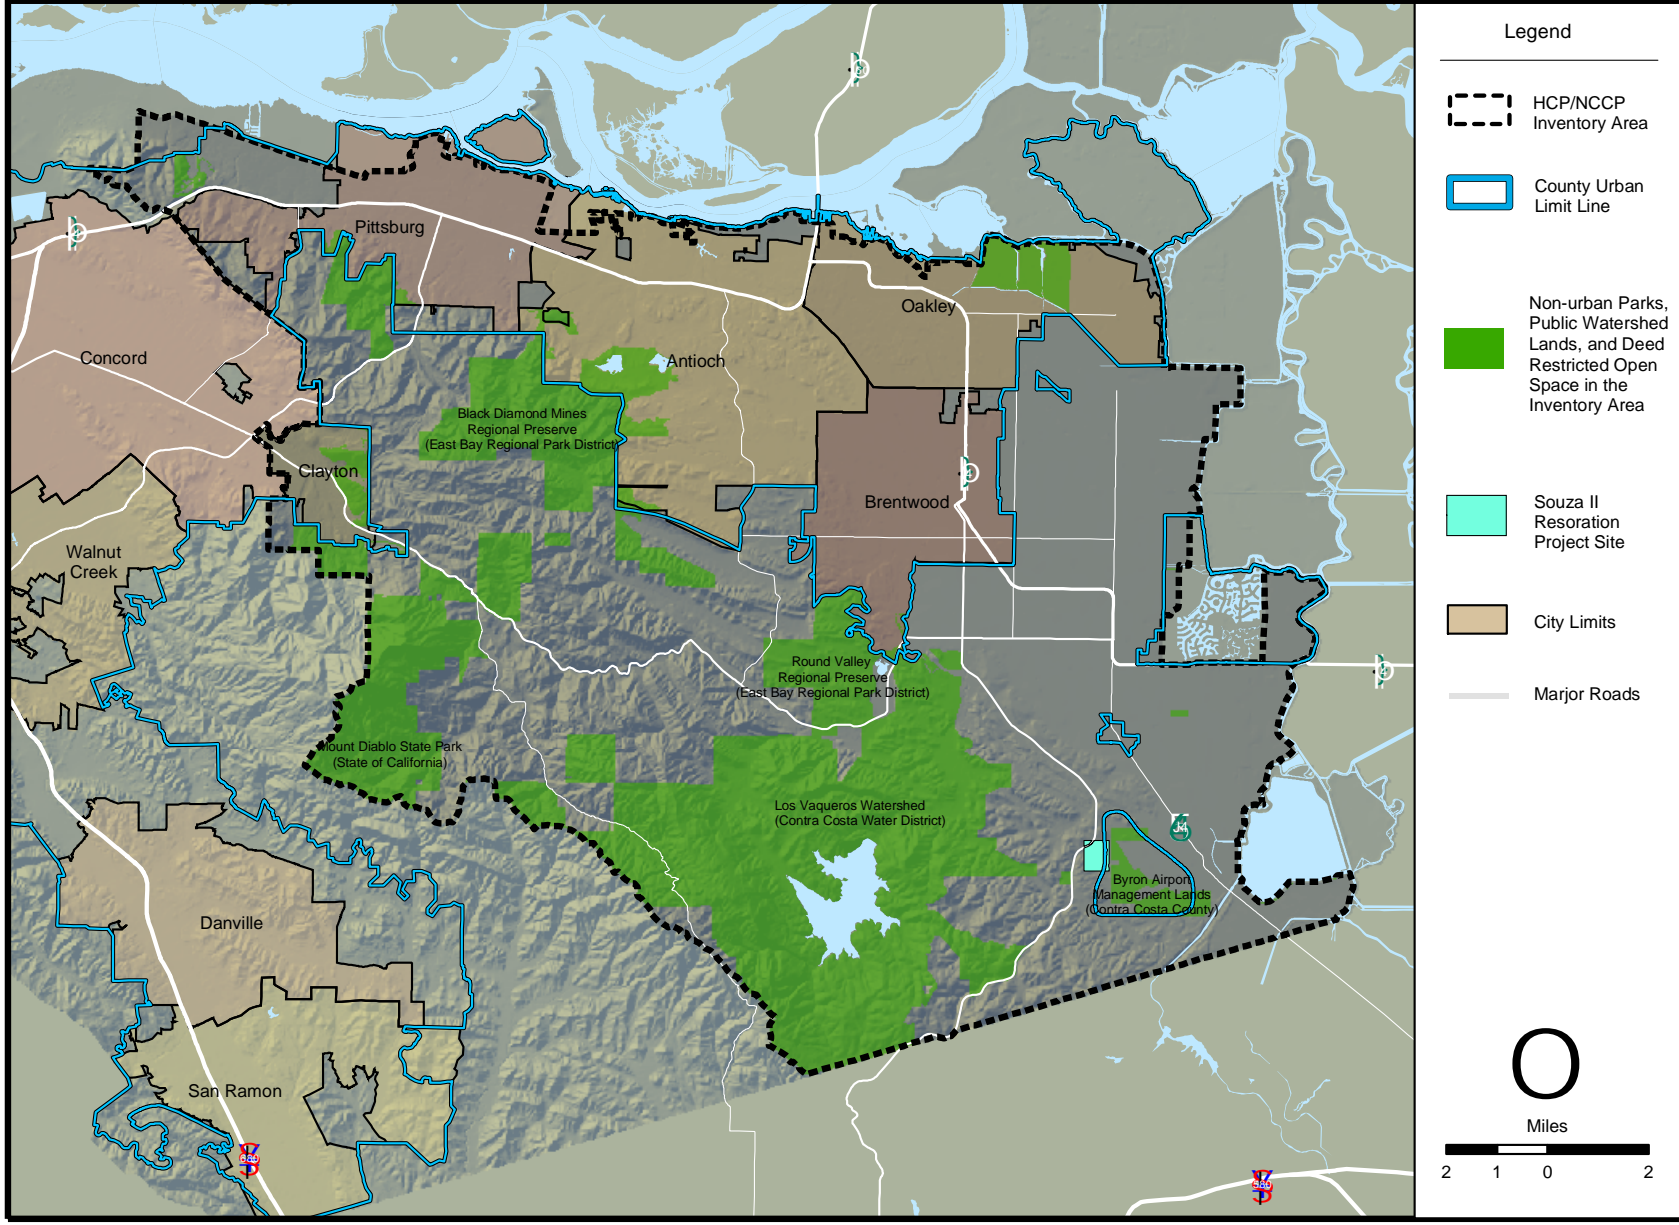 Legend
HCP/NCCP
Inventory Area
County Urban
Limit Line
Non-urban Parks,
Public Watershed
Lands, and Deed
Restricted Open
Space in the
Inventory Area
Souza II
Resoration
Project Site
City Limits
Marjor Roads
O
Miles
2 1 0 2
Pittsburg
Oakley
Concord
Antioch
Black Diamond Mines
Regional Preserve
(East Bay Regional Park District)
Clayton
Brentwood
Walnut
Creek
Round Valley
Regional Preserve
(East Bay Regional Park District)
Mount Diablo State Park
(State of California)
Los Vaqueros Watershed
(Contra Costa Water District)
J4
Byron Airport
Management Lands
(Contra Costa County)
Danville
San Ramon